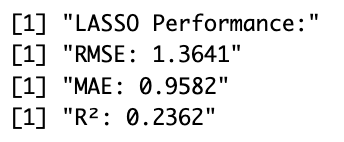 [1] "LASSO Performance:"
[1] "RMSE: 1.3641"
[1] "MAE: 0.9582"
[1] "R²: 0.2362"